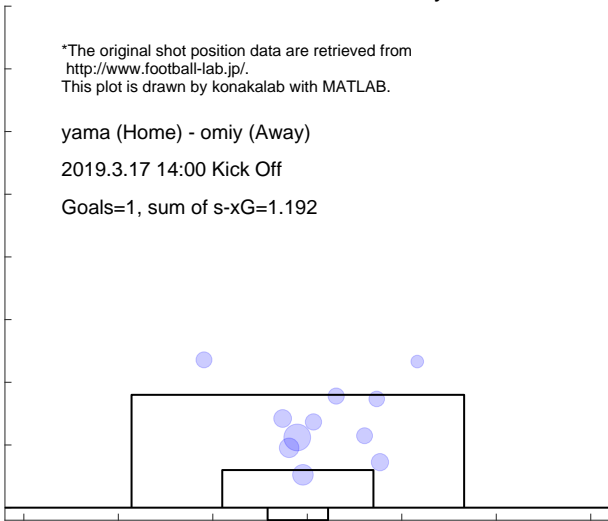 *The original shot position data are retrieved from
http://www.football-lab.jp/.
This plot is drawn by konakalab with MATLAB.
yama (Home) - omiy (Away)
2019.3.17 14:00 Kick Off
Goals=1, sum of s-xG=1.192